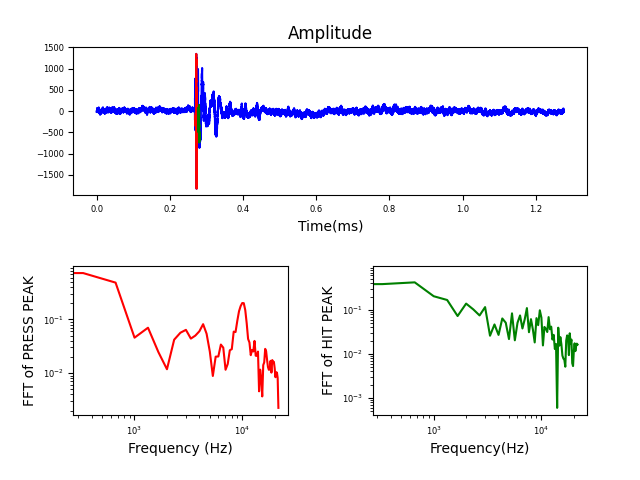 Amplitude
1500
1000
500
0
−500
−1000
−1500
0.0 0.2 0.4 0.6 0.8 1.0 1.2
Time(ms)
FFT of PRESS PEAK
10⁻¹
10⁻²
10³ 10⁴
Frequency (Hz)
FFT of HIT PEAK
10⁻¹
10⁻²
10⁻³
10³ 10⁴
Frequency(Hz)